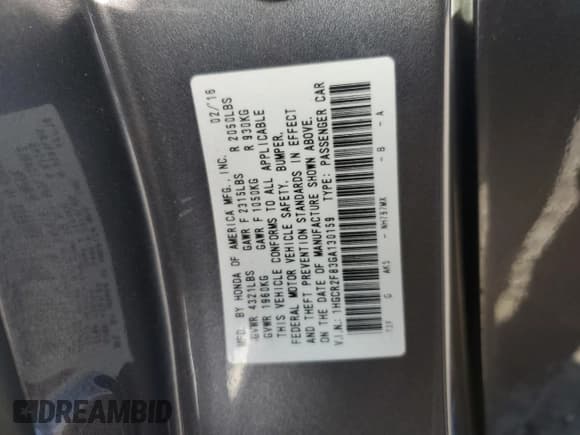 MFD. BY HONDA OF AMERICA MFG., INC. 02/16
GVWR 4321LBS GAWR F 2315LBS R 2050LBS
GVWR 1960KG GAWR F 1050KG R 930KG
THIS VEHICLE CONFORMS TO ALL APPLICABLE
FEDERAL MOTOR VEHICLE SAFETY, BUMPER,
AND THEFT PREVENTION STANDARDS IN EFFECT
ON THE DATE OF MANUFACTURE SHOWN ABOVE.
V.I.N.: 1HGCR2F83GA130159 TYPE: PASSENGER CAR
G AK5 - NH797MX - B - A
DREAMBID